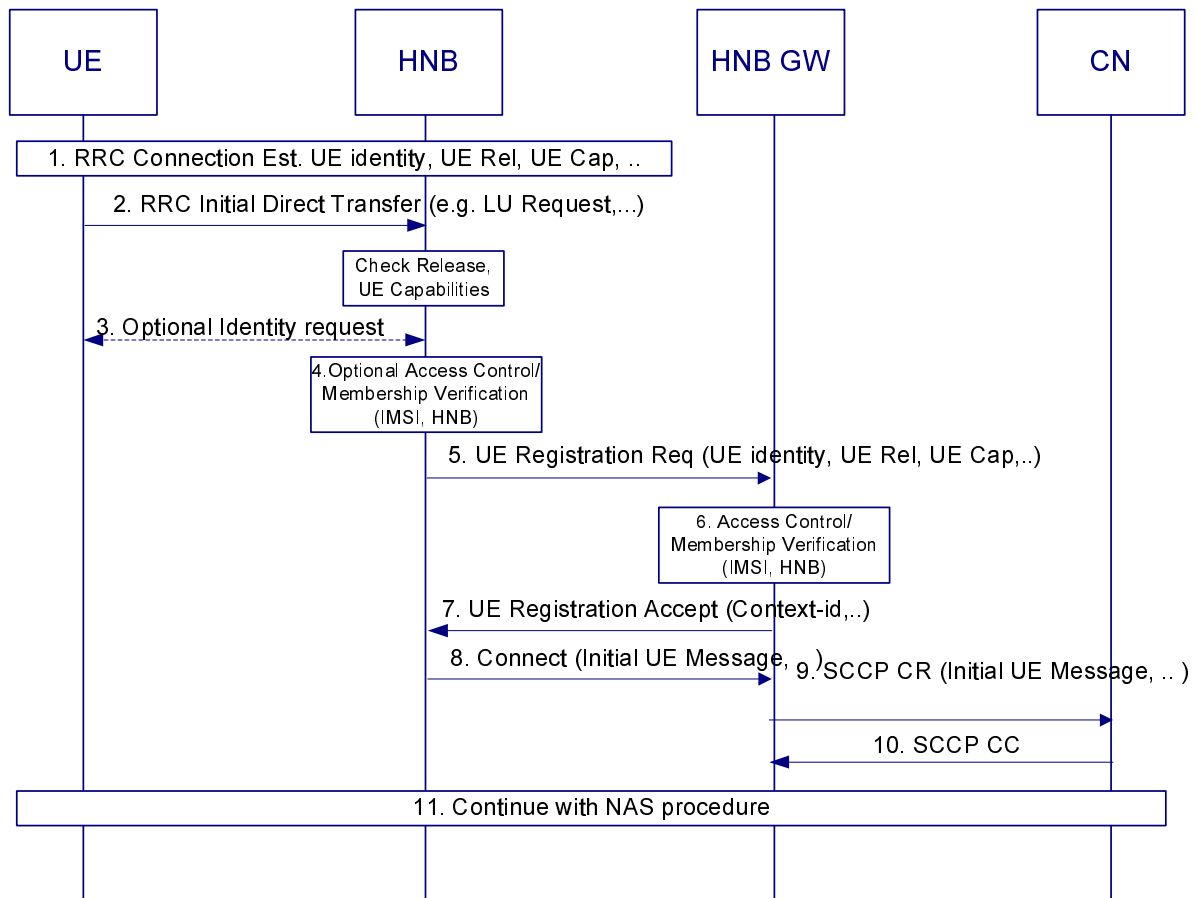 UE
HNB
HNB GW
CN
1. RRC Connection Est. UE identity, UE Rel, UE Cap, ..
2. RRC Initial Direct Transfer (e.g. LU Request,...)
Check Release,
UE Capabilities
3. Optional Identity request
4.Optional Access Control/
Membership Verification
(IMSI, HNB)
5. UE Registration Req (UE identity, UE Rel, UE Cap,..)
6. Access Control/
Membership Verification
(IMSI, HNB)
7. UE Registration Accept (Context-id,..)
8. Connect (Initial UE Message, ..)
9. SCCP CR (Initial UE Message, .. )
10. SCCP CC
11. Continue with NAS procedure